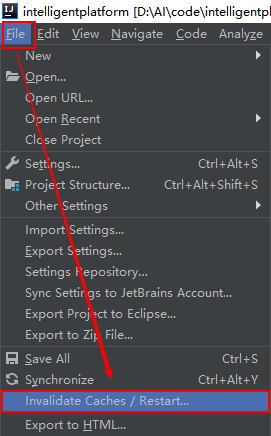 IJ intelligentplatform [D:\AI\code\intelligentpl
File Edit View Navigate Code Analyze
New
Open...
Open URL...
Open Recent
Close Project
Settings... Ctrl+Alt+S
Project Structure... Ctrl+Alt+Shift+S
Other Settings
Import Settings...
Export Settings...
Settings Repository...
Sync Settings to JetBrains Account...
Export Project to Eclipse...
Export to Zip File...
Save All Ctrl+S
Synchronize Ctrl+Alt+Y
Invalidate Caches / Restart...
Export to HTML...